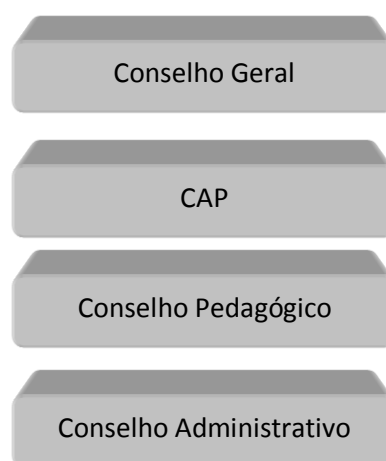 Conselho Geral
CAP
Conselho Pedagógico
Conselho Administrativo